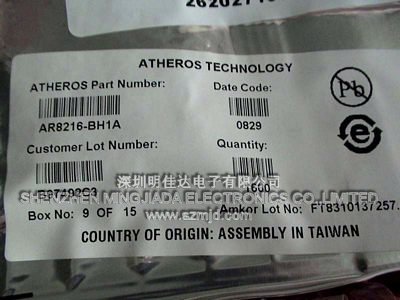 ATHEROS TECHNOLOGY
ATHEROS Part Number: Date Code:
AR8216-BH1A 0829
Customer Lot Number: Quantity:
Pb
e
深圳明佳达电子有限公司
SHENZHEN MINGJIADA ELECTRONICS CO.,LIMITED
1500
Box No: 9 OF 15 www.szmjd.com Amkor Lot No: FT8310137257.
COUNTRY OF ORIGIN: ASSEMBLY IN TAIWAN